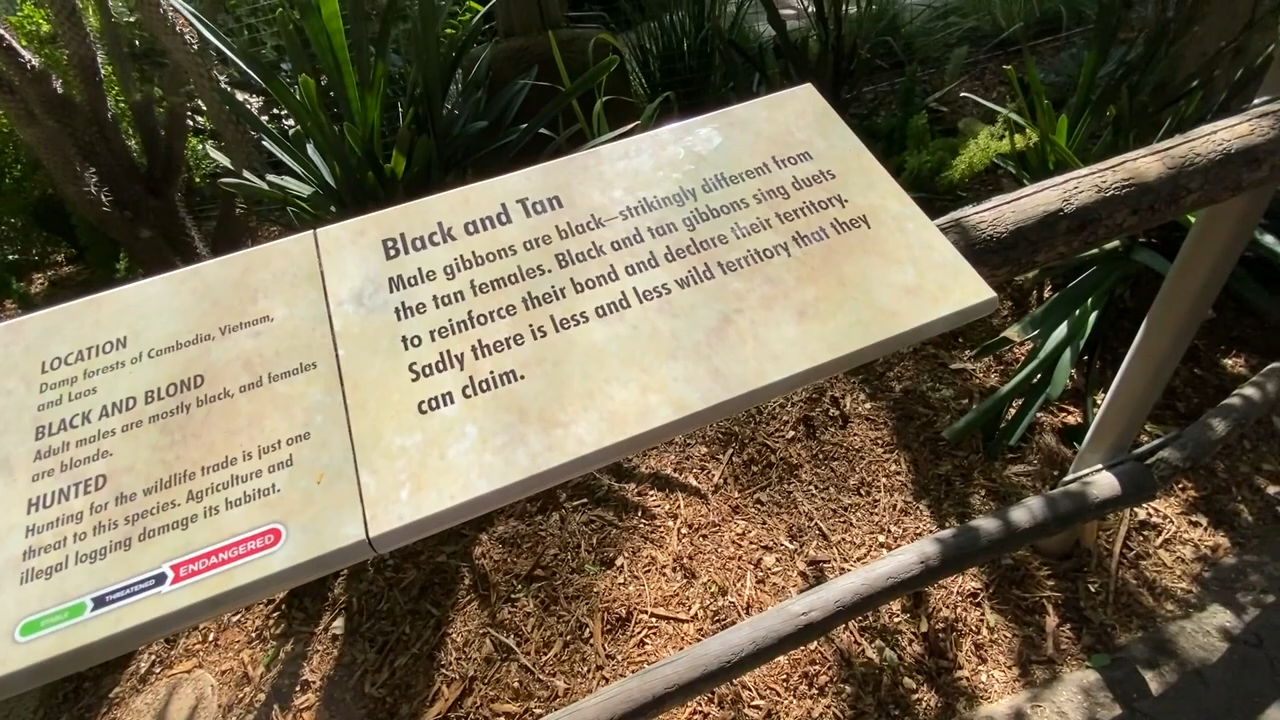 LOCATION
Damp forests of Cambodia, Vietnam,
and Laos
BLACK AND BLOND
Adult males are mostly black, and females
are blonde.
HUNTED
Hunting for the wildlife trade is just one
threat to this species. Agriculture and
illegal logging damage its habitat.
STABLE THREATENED ENDANGERED
Black and Tan
Male gibbons are black—strikingly different from
the tan females. Black and tan gibbons sing duets
to reinforce their bond and declare their territory.
Sadly there is less and less wild territory that they
can claim.